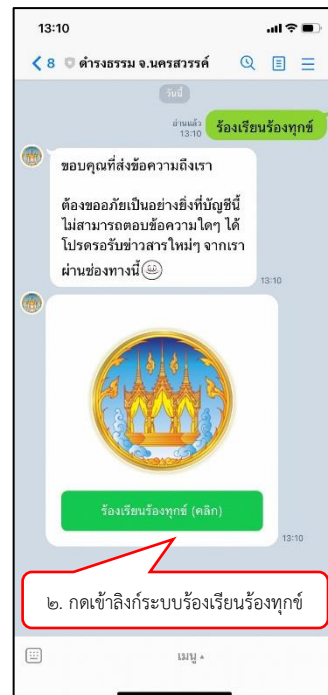 13:10
8 ดำรงธรรม จ.นครสวรรค์
วันนี้
อ่านแล้ว
13:10
ร้องเรียนร้องทุกข์
ขอบคุณที่ส่งข้อความถึงเรา
ต้องขออภัยเป็นอย่างยิ่งที่บัญชีนี้
ไม่สามารถตอบข้อความใดๆ ได้
โปรดรอรับข่าวสารใหม่ๆ จากเรา
ผ่านช่องทางนี้
13:10
ร้องเรียนร้องทุกข์ (คลิก)
13:10
๒. กดเข้าลิงก์ระบบร้องเรียนร้องทุกข์
เมนู